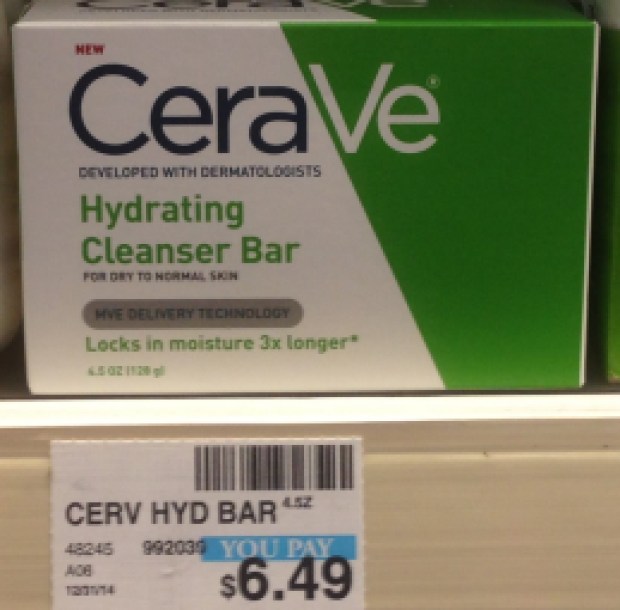 NEW
CeraVe®
DEVELOPED WITH DERMATOLOGISTS
Hydrating
Cleanser Bar
FOR DRY TO NORMAL SKIN
MVE DELIVERY TECHNOLOGY
Locks in moisture 3x longer*
4.5 OZ (128 g)
CERV HYD BAR 4.5Z
48245 992039 YOU PAY
A06
12/31/14
$6.49